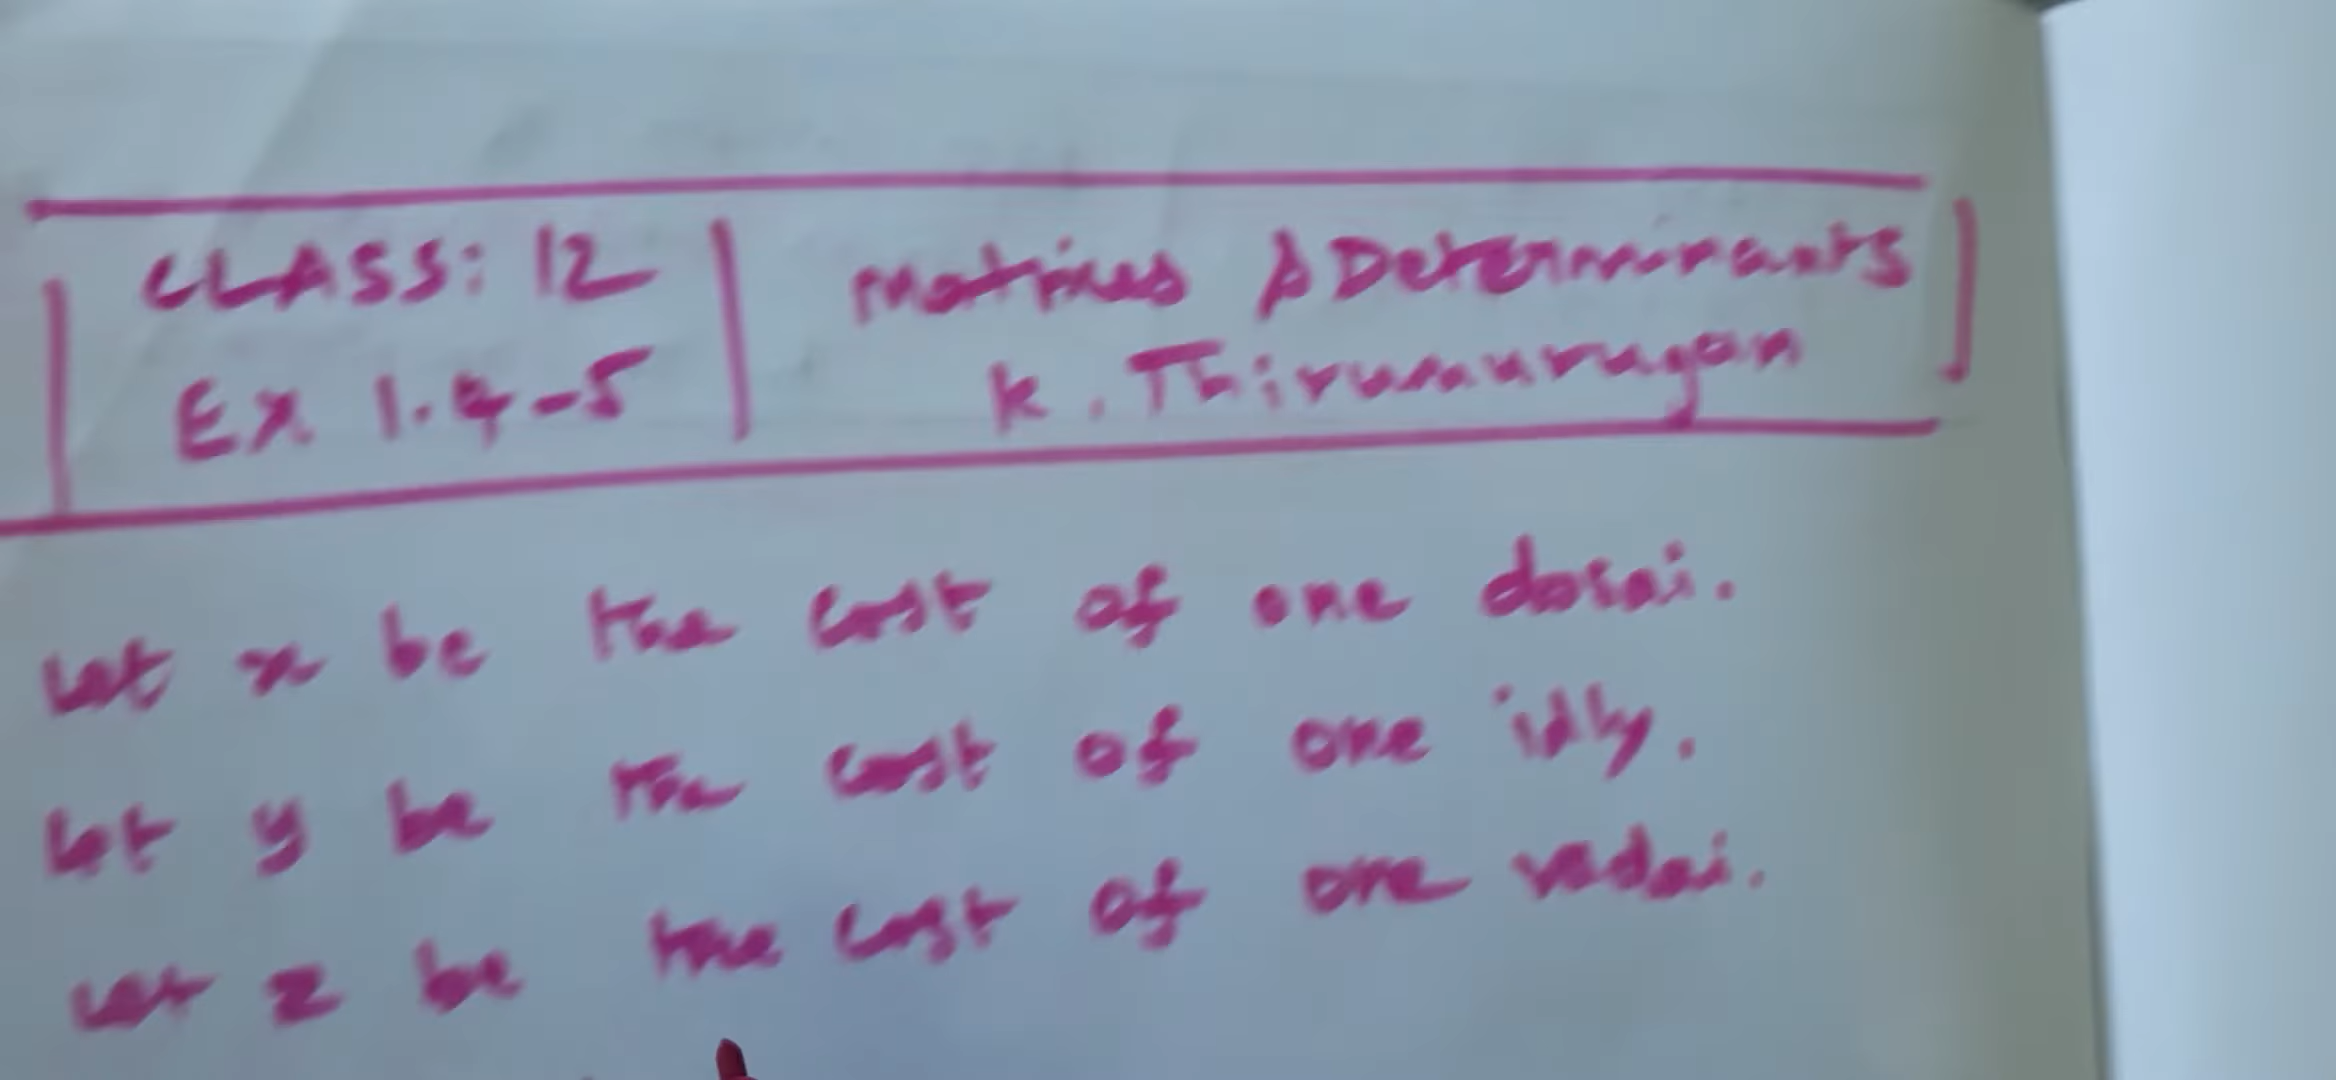 CLASS: 12
Ex 1.4-5
Matrixes & Determinants
K. Thirumurugan
Let x be the cost of one dosai.
Let y be the cost of one idly.
Let z be the cost of one vadai.